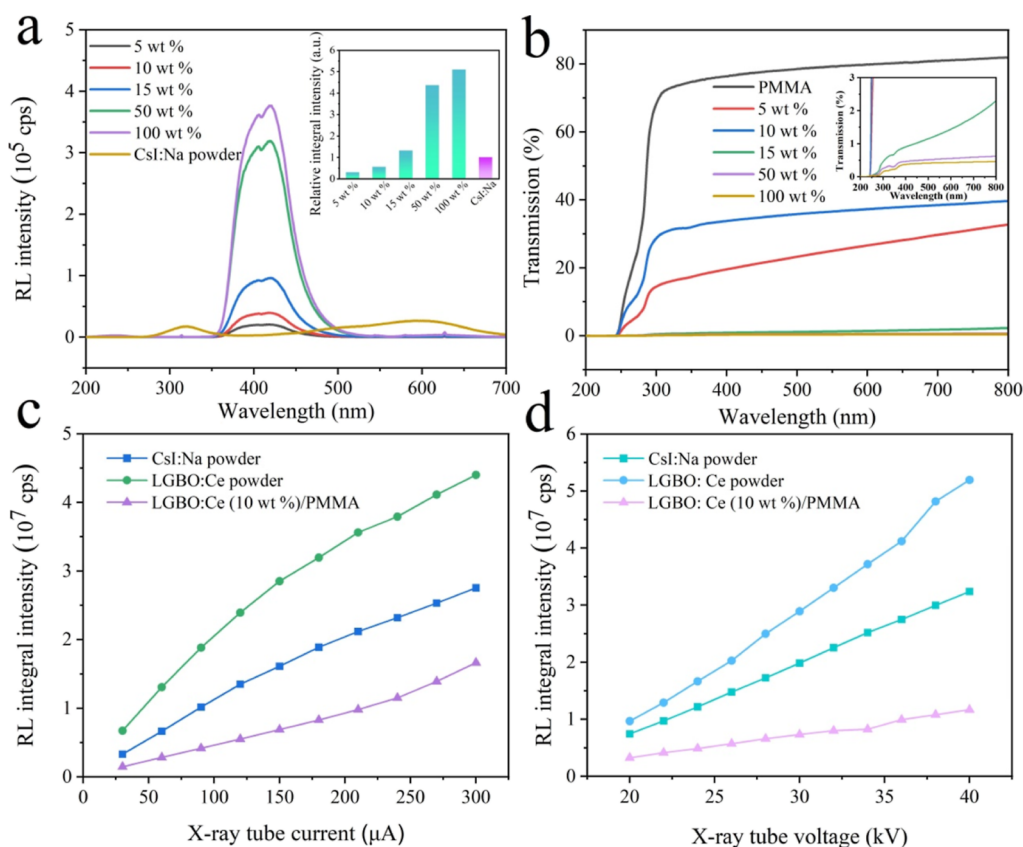 a
RL intensity (10⁵ cps)
5
4
3
2
1
0
5 wt %
10 wt %
15 wt %
50 wt %
100 wt %
CsI:Na powder
Relative integral intensity (a.u.)
6
5
4
3
2
1
0
5 wt %
10 wt %
15 wt %
50 wt %
100 wt %
CsI:Na
200 300 400 500 600 700
Wavelength (nm)
b
Transmission (%)
80
60
40
20
0
PMMA
5 wt %
10 wt %
15 wt %
50 wt %
100 wt %
Transmission (%)
3
2
1
0
200 300 400 500 600 700 800
Wavelength (nm)
200 300 400 500 600 700 800
Wavelength (nm)
c
RL integral intensity (10⁷ cps)
5
4
3
2
1
0
CsI:Na powder
LGBO:Ce powder
LGBO:Ce (10 wt %)/PMMA
0 50 100 150 200 250 300
X-ray tube current (μA)
d
RL integral intensity (10⁷ cps)
6
5
4
3
2
1
0
CsI:Na powder
LGBO: Ce powder
LGBO: Ce (10 wt %)/PMMA
20 25 30 35 40
X-ray tube voltage (kV)